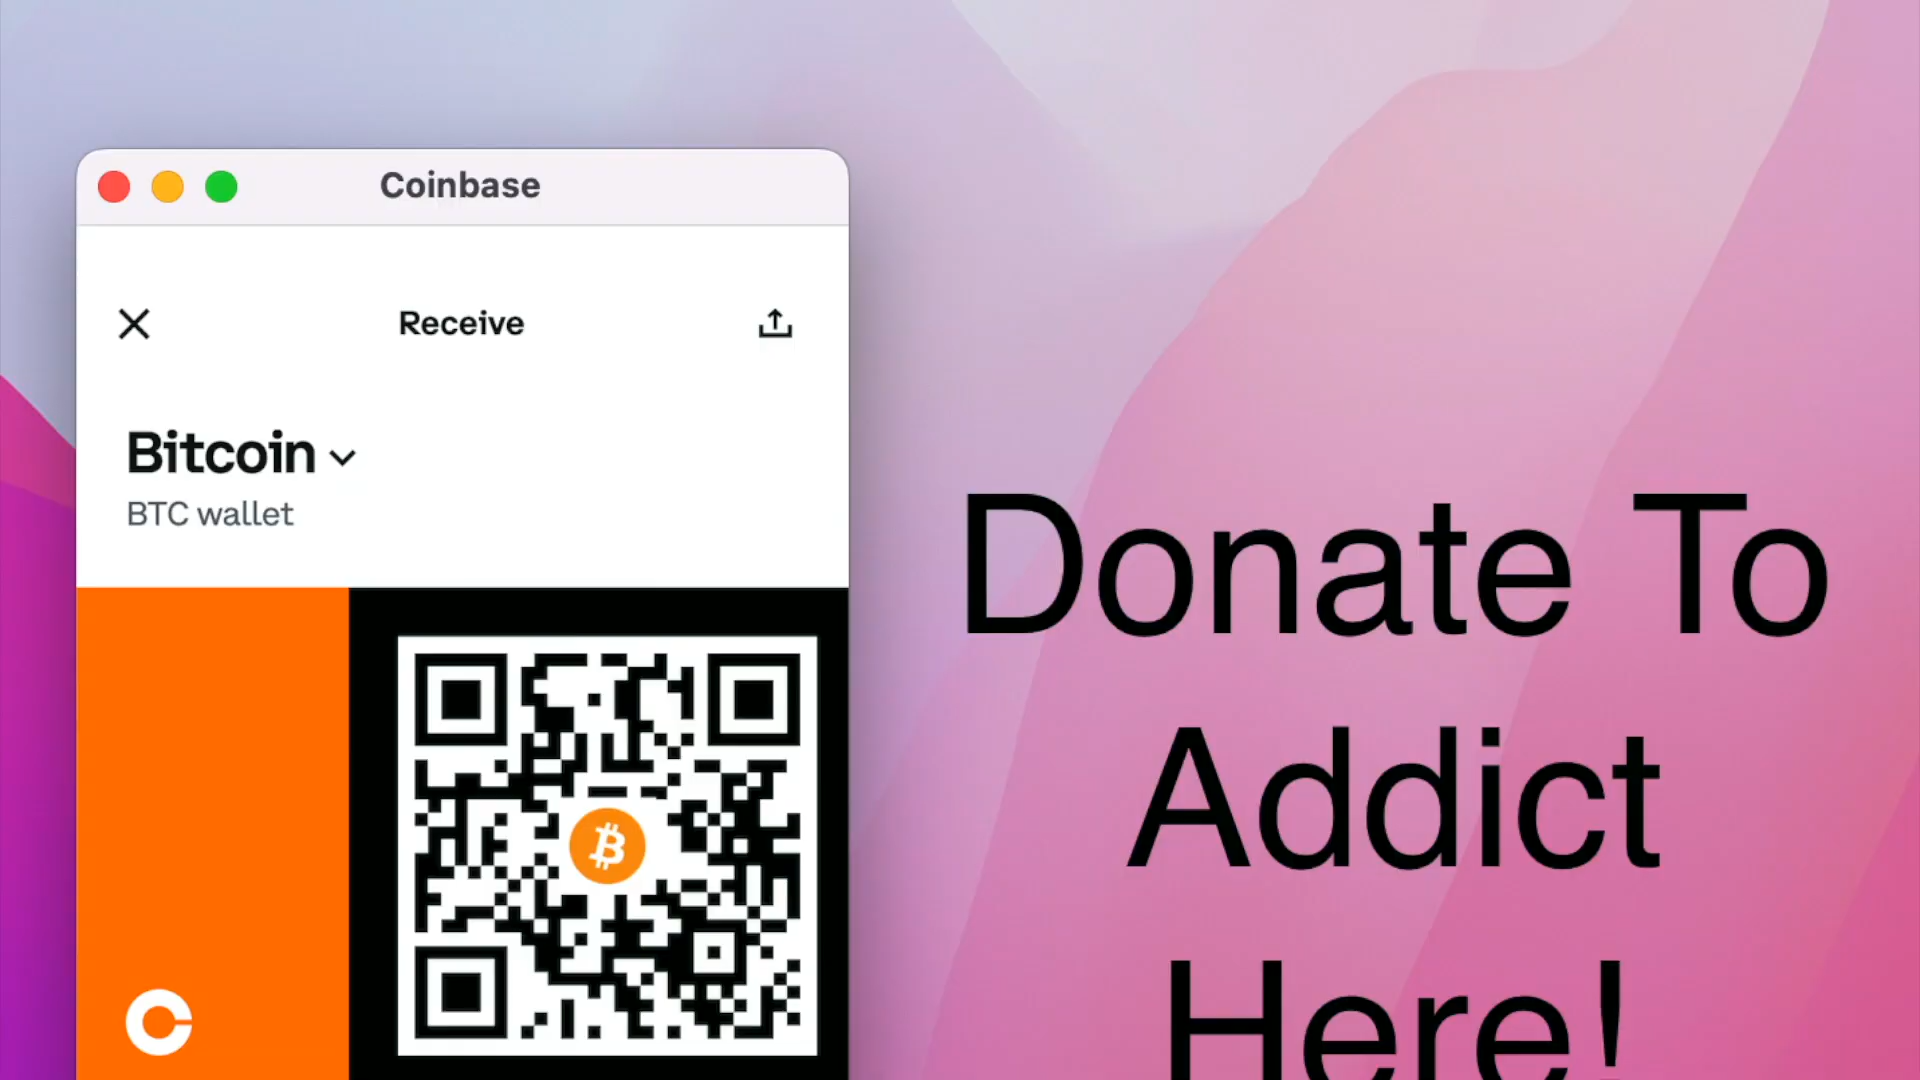 Coinbase
Receive
Bitcoin
BTC wallet
Donate To
Addict
Here!